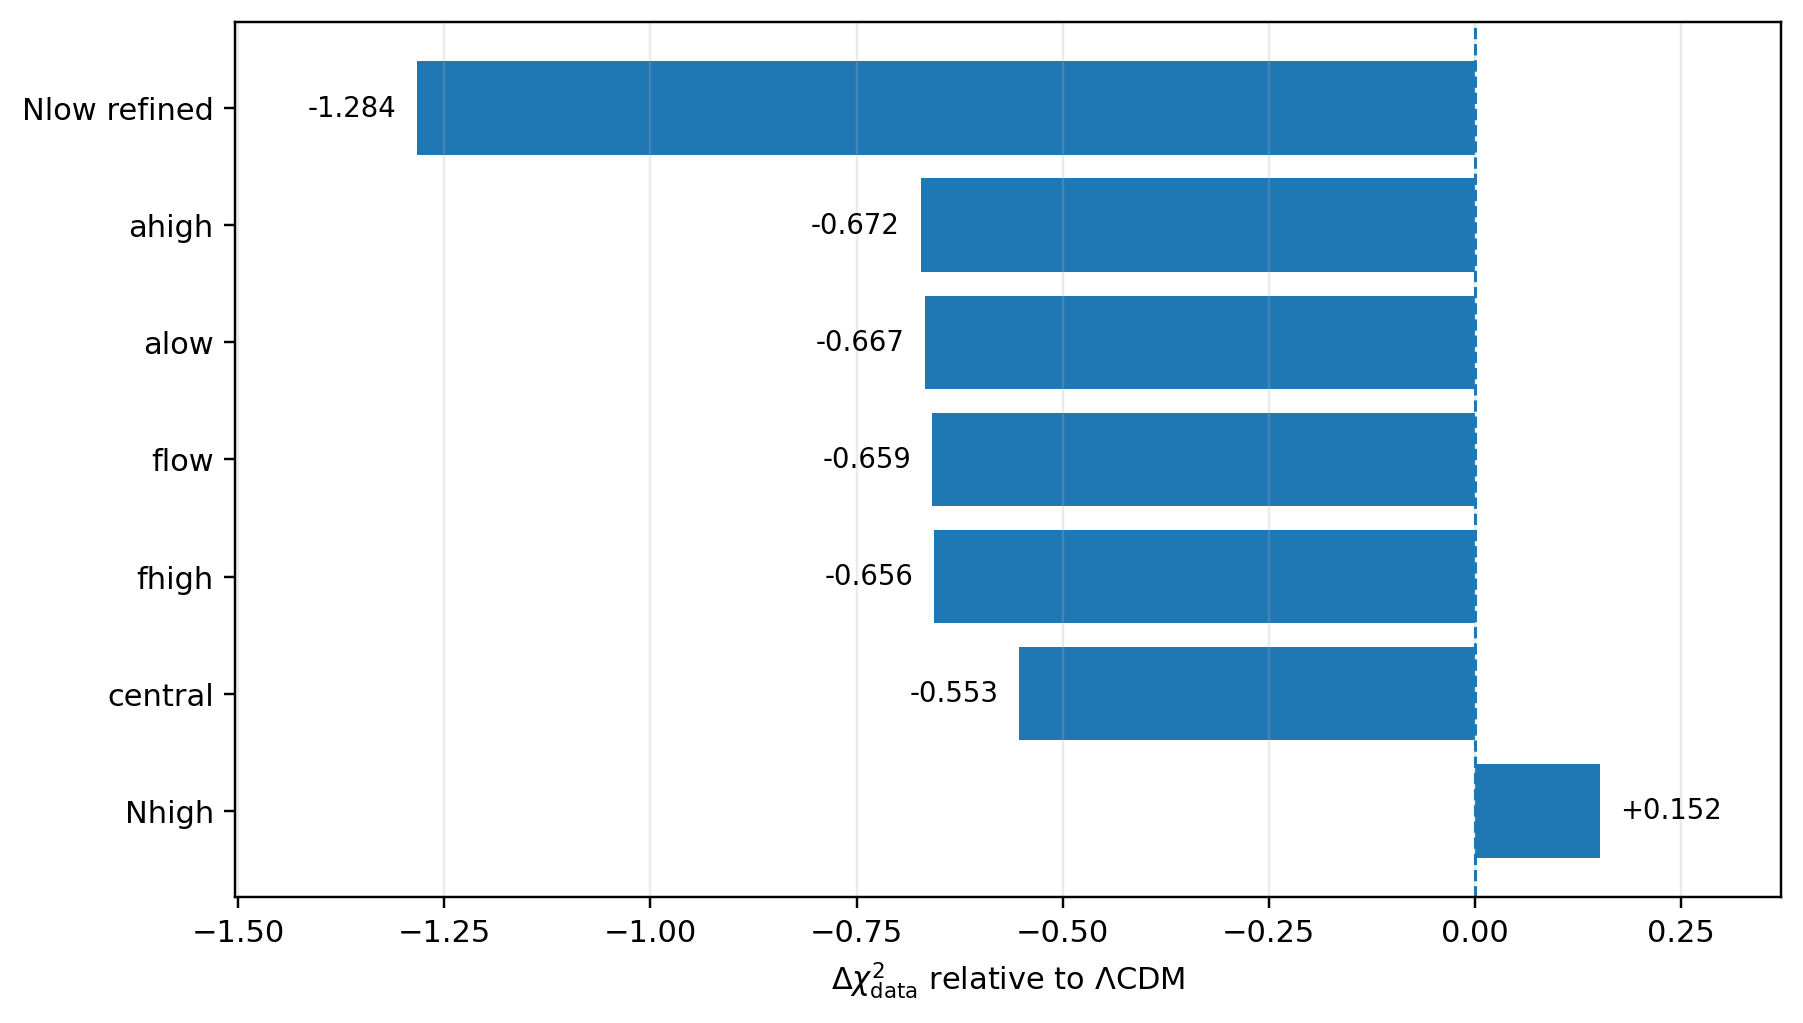 Nlow refined
-1.284
ahigh
-0.672
alow
-0.667
flow
-0.659
fhigh
-0.656
central
-0.553
Nhigh
+0.152
−1.50 −1.25 −1.00 −0.75 −0.50 −0.25 0.00 0.25
Δχ²data relative to ΛCDM